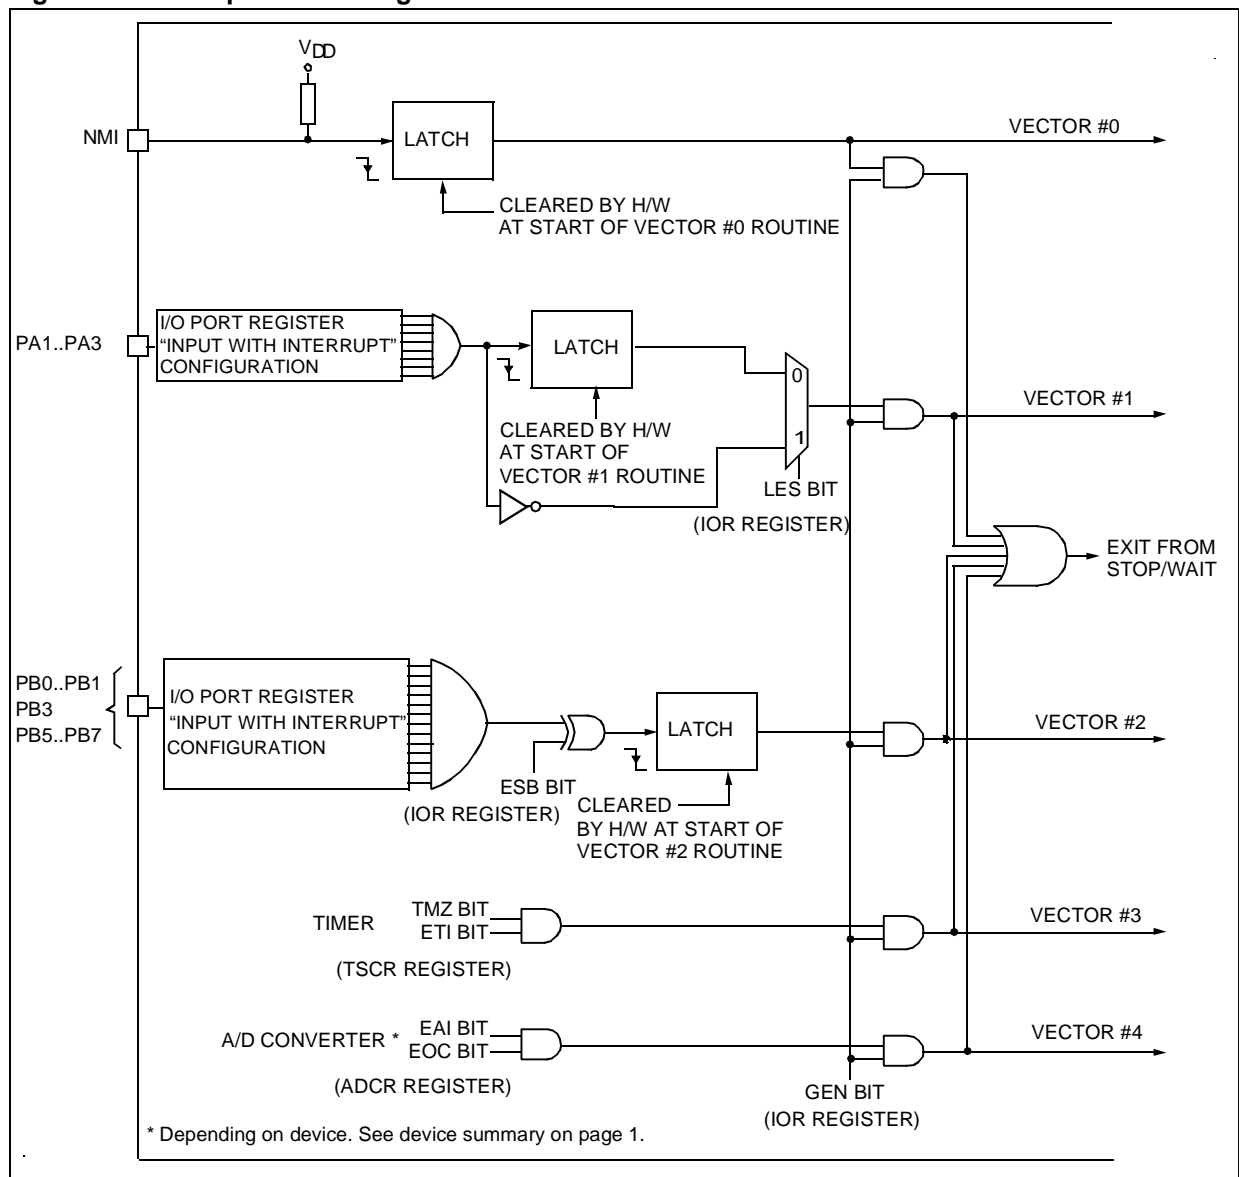 VDD
NMI
LATCH
VECTOR #0
CLEARED BY H/W
AT START OF VECTOR #0 ROUTINE
PA1..PA3
I/O PORT REGISTER
“INPUT WITH INTERRUPT”
CONFIGURATION
LATCH
0
1
VECTOR #1
CLEARED BY H/W
AT START OF
VECTOR #1 ROUTINE
LES BIT
(IOR REGISTER)
EXIT FROM
STOP/WAIT
PB0..PB1
PB3
PB5..PB7
I/O PORT REGISTER
“INPUT WITH INTERRUPT”
CONFIGURATION
LATCH
VECTOR #2
ESB BIT
(IOR REGISTER)
CLEARED
BY H/W AT START OF
VECTOR #2 ROUTINE
TIMER
TMZ BIT
ETI BIT
(TSCR REGISTER)
VECTOR #3
A/D CONVERTER *
EAI BIT
EOC BIT
(ADCR REGISTER)
VECTOR #4
GEN BIT
(IOR REGISTER)
* Depending on device. See device summary on page 1.